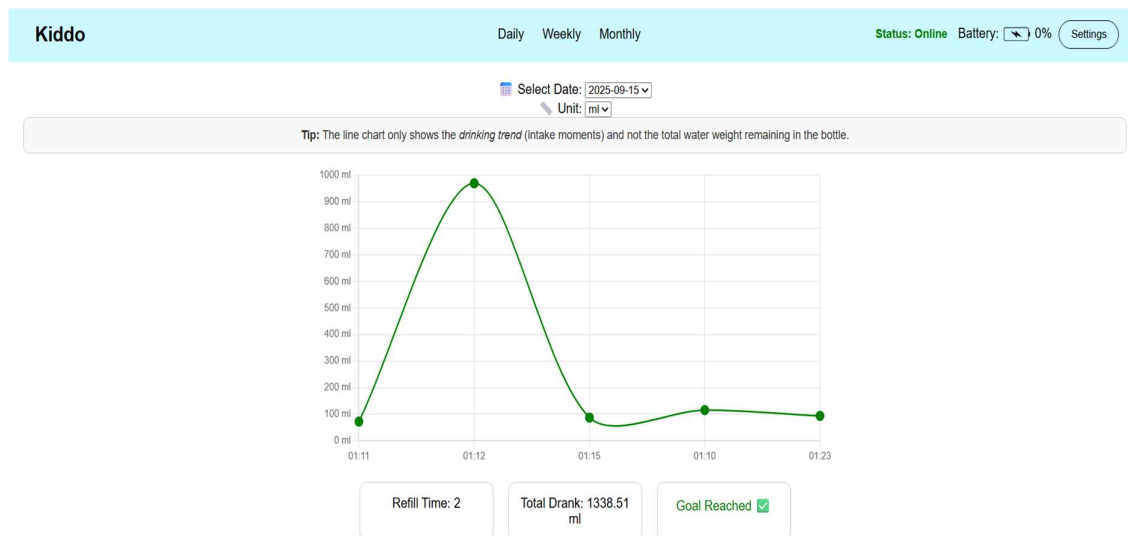 Kiddo
Daily Weekly Monthly
Status: Online Battery: 0% Settings
Select Date: 2025-09-15
Unit: ml
Tip: The line chart only shows the drinking trend (intake moments) and not the total water weight remaining in the bottle.
1000 ml
900 ml
800 ml
700 ml
600 ml
500 ml
400 ml
300 ml
200 ml
100 ml
0 ml
01:11 01:12 01:15 01:10 01:23
Refill Time: 2
Total Drank: 1338.51
ml
Goal Reached ✅